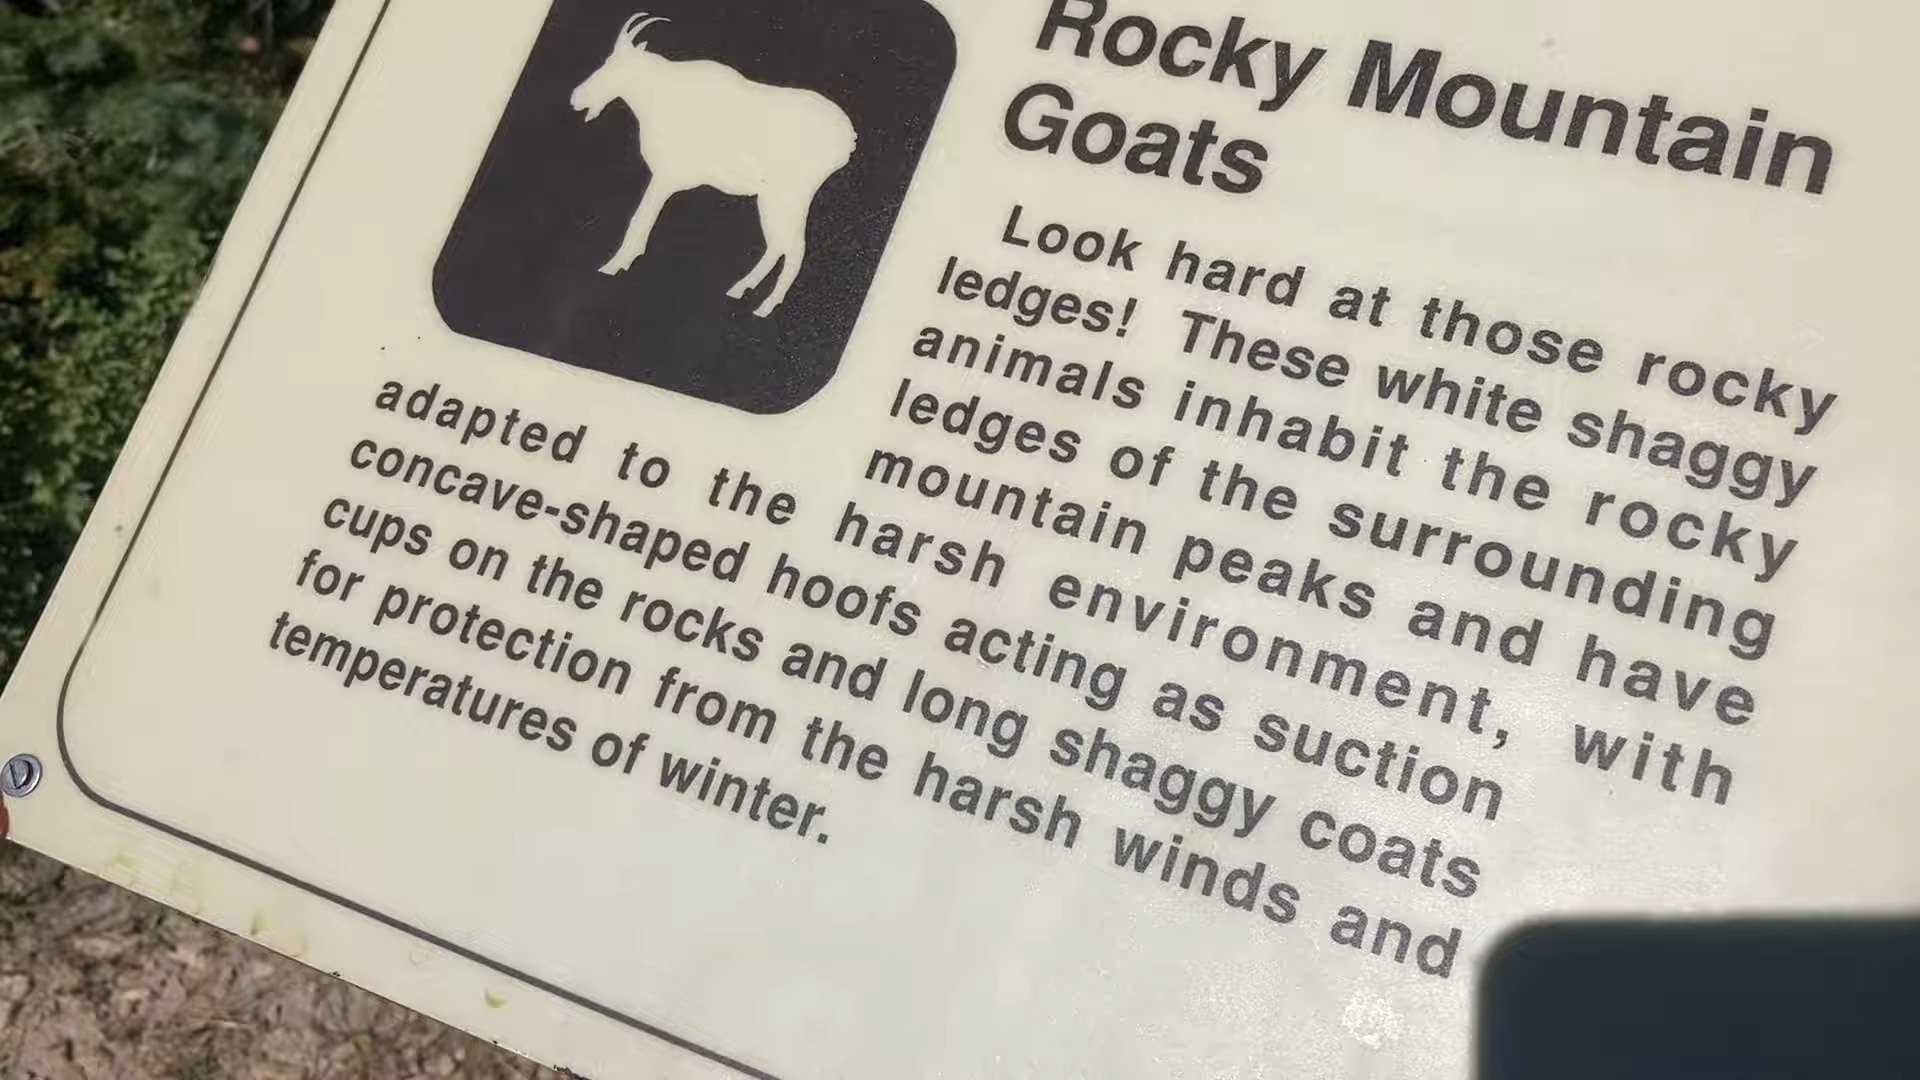 Rocky Mountain
Goats
Look hard at those rocky
ledges! These white shaggy
animals inhabit the rocky
ledges of the surrounding
mountain peaks and have
adapted to the harsh environment, with
concave-shaped hoofs acting as suction
cups on the rocks and long shaggy coats
for protection from the harsh winds and
temperatures of winter.